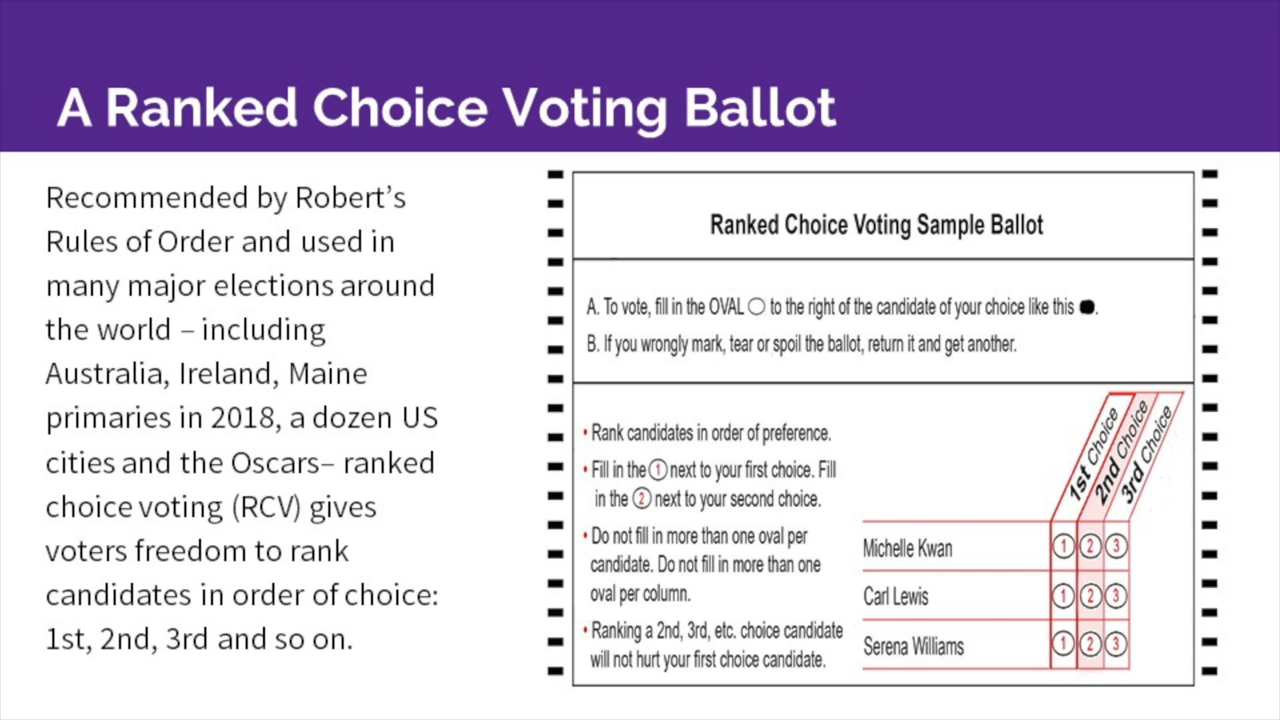 A Ranked Choice Voting Ballot
Recommended by Robert’s
Rules of Order and used in
many major elections around
the world – including
Australia, Ireland, Maine
primaries in 2018, a dozen US
cities and the Oscars– ranked
choice voting (RCV) gives
voters freedom to rank
candidates in order of choice:
1st, 2nd, 3rd and so on.
Ranked Choice Voting Sample Ballot
A. To vote, fill in the OVAL to the right of the candidate of your choice like this .
B. If you wrongly mark, tear or spoil the ballot, return it and get another.
• Rank candidates in order of preference.
• Fill in the 1 next to your first choice. Fill
in the 2 next to your second choice.
• Do not fill in more than one oval per
candidate. Do not fill in more than one
oval per column.
• Ranking a 2nd, 3rd, etc. choice candidate
will not hurt your first choice candidate.
1st Choice
2nd Choice
3rd Choice
Michelle Kwan 1 2 3
Carl Lewis 1 2 3
Serena Williams 1 2 3